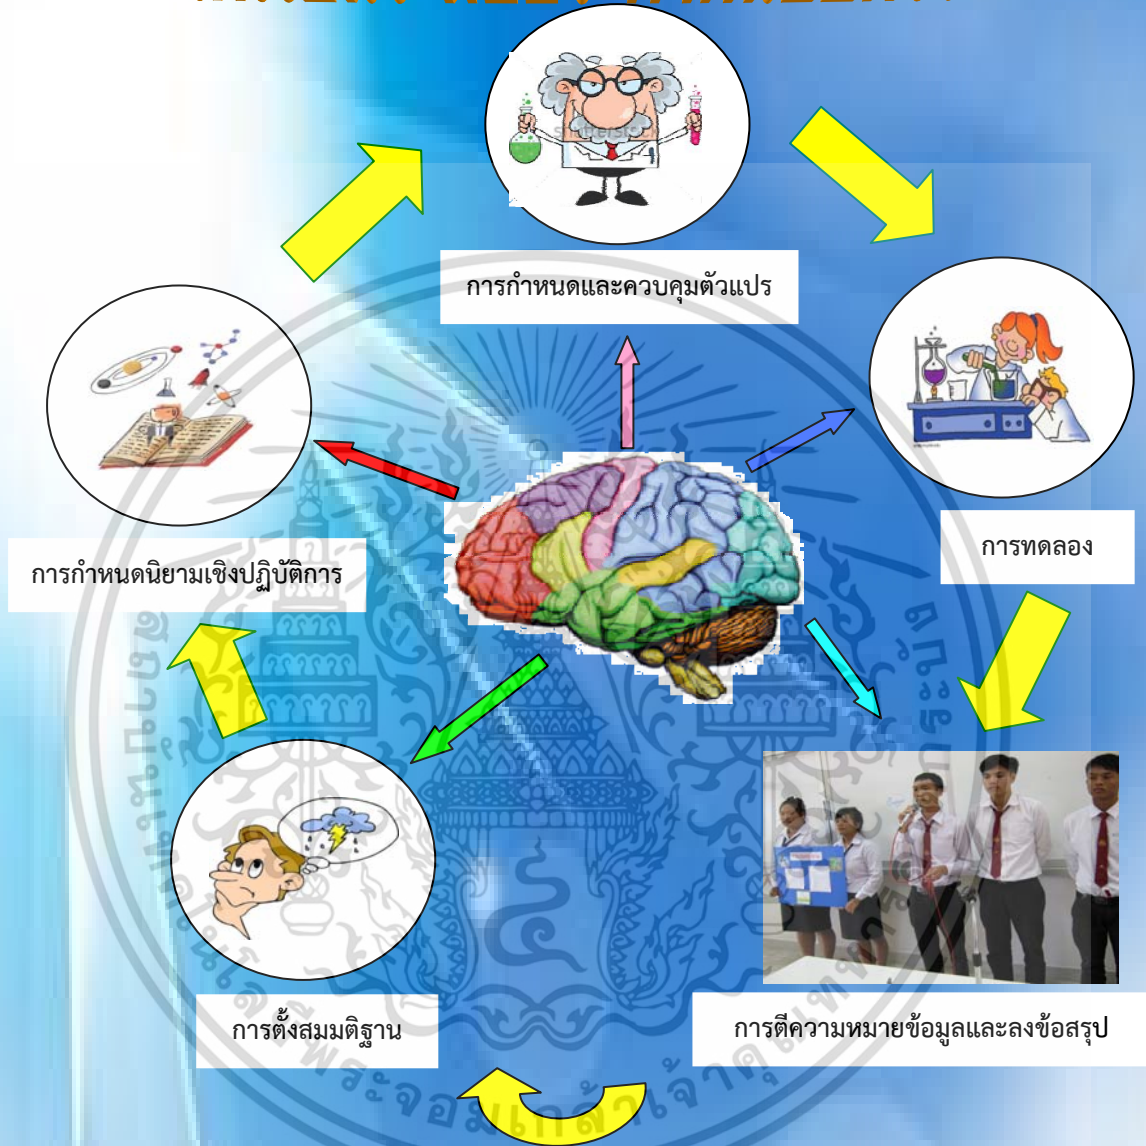 การกำหนดและควบคุมตัวแปร
การทดลอง
การกำหนดนิยามเชิงปฏิบัติการ
การตั้งสมมติฐาน
การตีความหมายข้อมูลและลงข้อสรุป